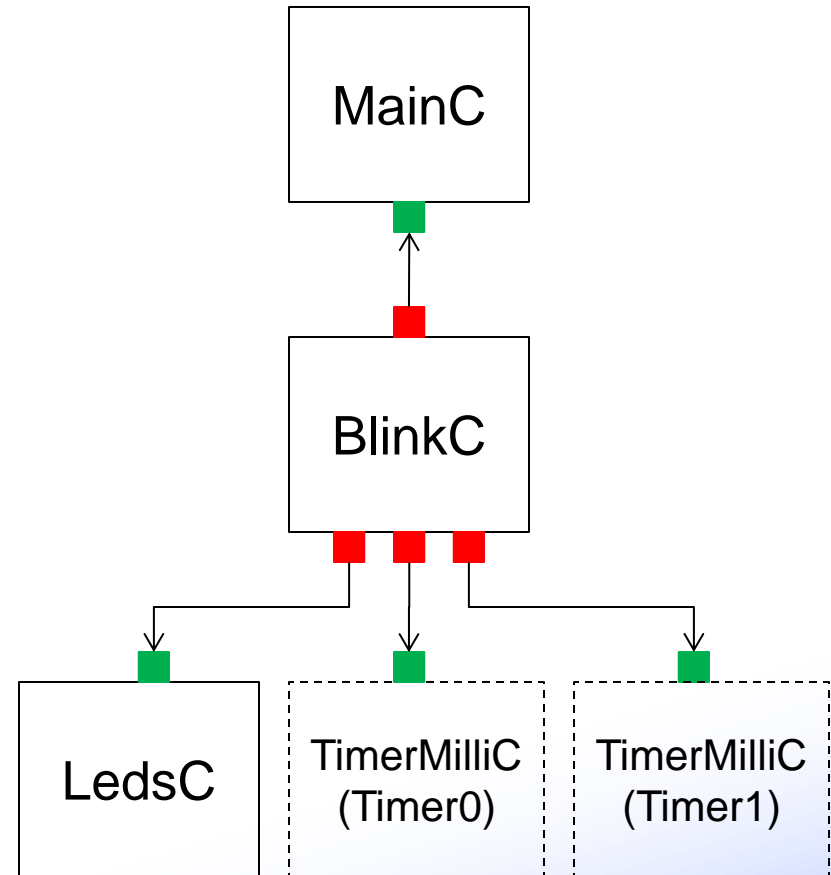 MainC
BlinkC
LedsC
TimerMilliC
(Timer0)
TimerMilliC
(Timer1)